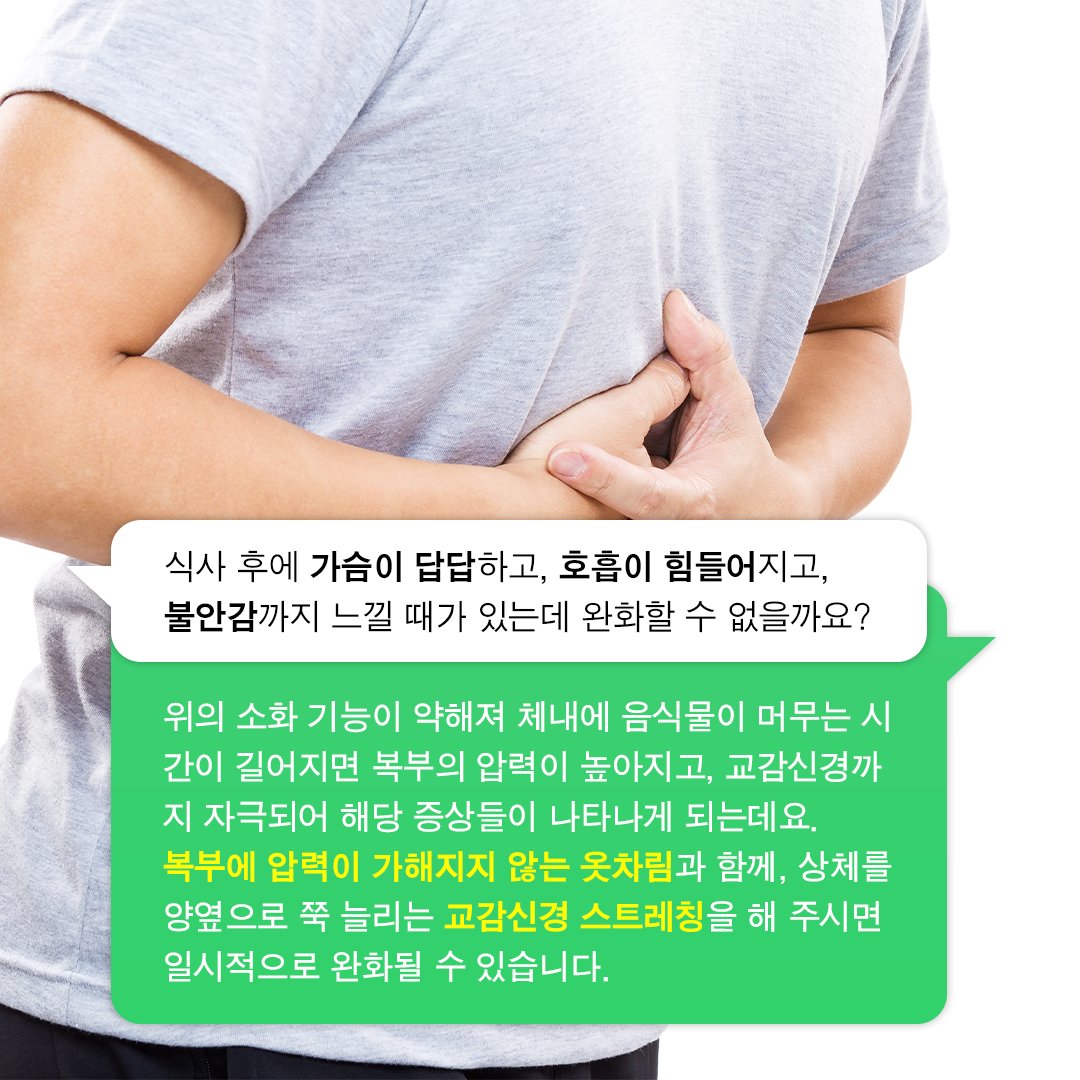 식사 후에 가슴이 답답하고, 호흡이 힘들어지고,
불안감까지 느낄 때가 있는데 완화할 수 없을까요?
위의 소화 기능이 약해져 체내에 음식물이 머무는 시
간이 길어지면 복부의 압력이 높아지고, 교감신경까
지 자극되어 해당 증상들이 나타나게 되는데요.
복부에 압력이 가해지지 않는 옷차림과 함께, 상체를
양옆으로 쭉 늘리는 교감신경 스트레칭을 해 주시면
일시적으로 완화될 수 있습니다.